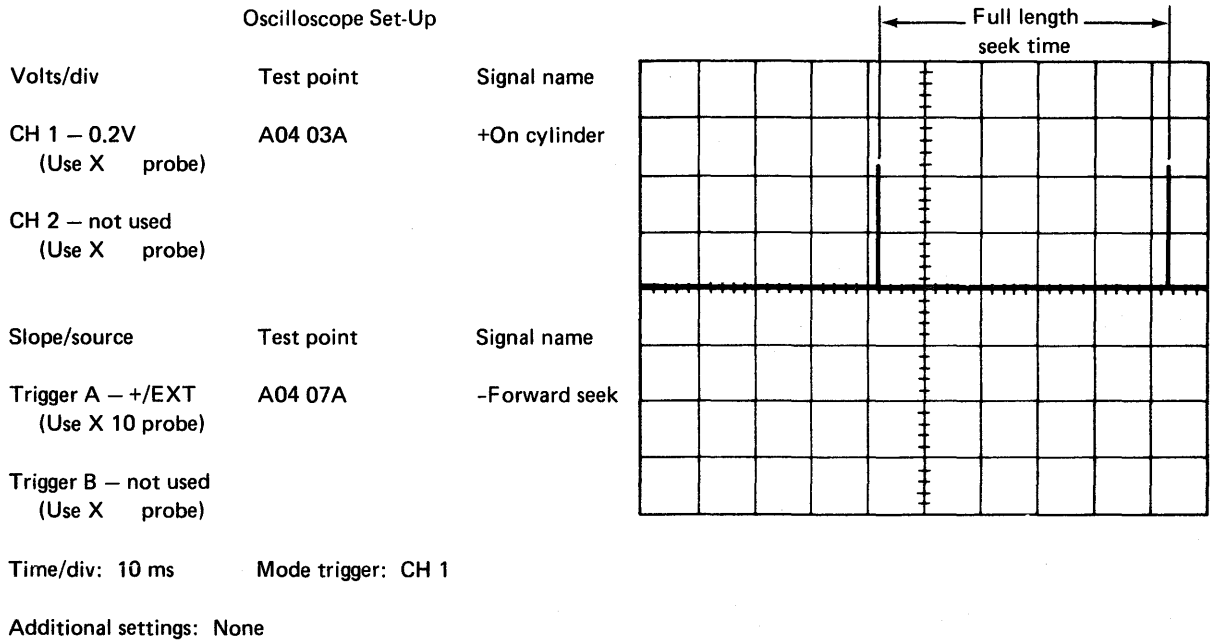 Oscilloscope Set-Up
Full length
seek time
Volts/div Test point Signal name
CH 1 – 0.2V A04 03A +On cylinder
(Use X probe)
CH 2 – not used
(Use X probe)
Slope/source Test point Signal name
Trigger A – +/EXT A04 07A -Forward seek
(Use X 10 probe)
Trigger B – not used
(Use X probe)
Time/div: 10 ms Mode trigger: CH 1
Additional settings: None